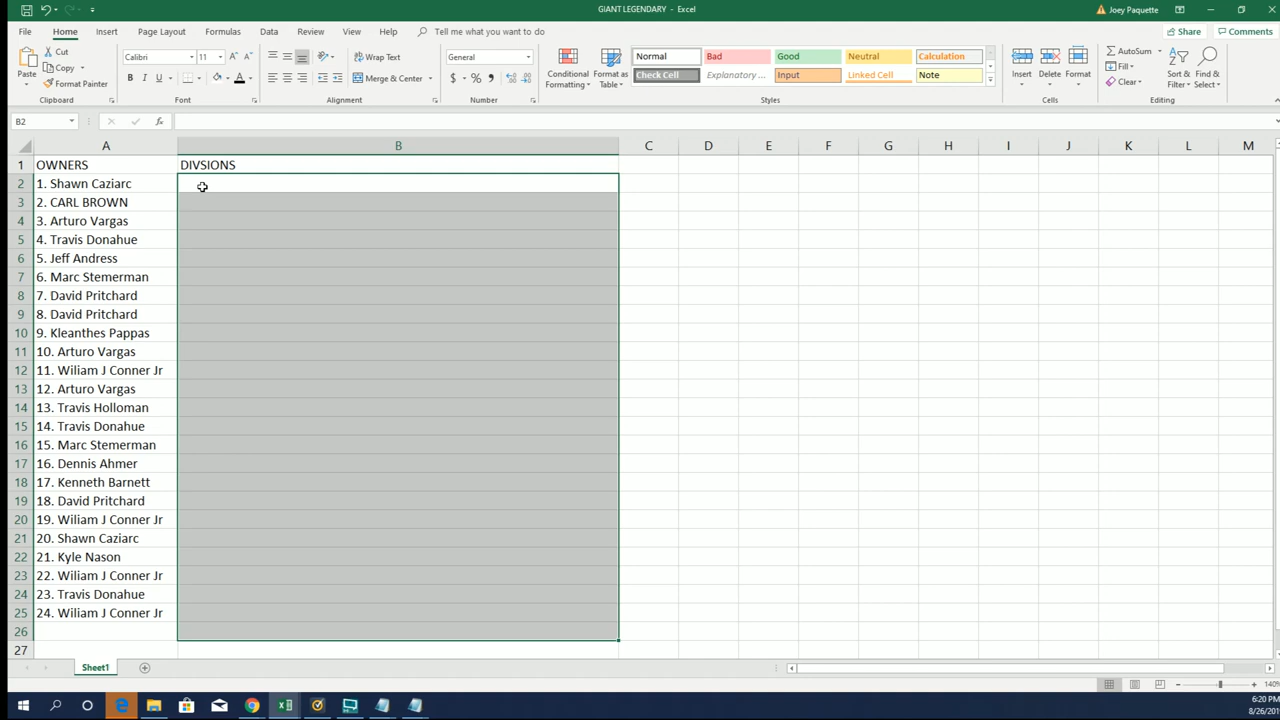 GIANT LEGENDARY - Excel
Joey Paquette
File Home Insert Page Layout Formulas Data Review View Help Tell me what you want to do Share Comments
Paste Cut Copy Format Painter Clipboard
Calibri 11 B I U A Font
Wrap Text Merge & Center Alignment
General $ % Number
Conditional Formatting Format as Table
Normal Bad Good Neutral Calculation
Check Cell Explanatory ... Input Linked Cell Note
Styles
Insert Delete Format Cells
AutoSum Fill Clear Sort & Filter Find & Select Editing
B2 fx
A B C D E F G H I J K L M
1 OWNERS DIVSIONS
2 1. Shawn Caziarc
3 2. CARL BROWN
4 3. Arturo Vargas
5 4. Travis Donahue
6 5. Jeff Andress
7 6. Marc Stemerman
8 7. David Pritchard
9 8. David Pritchard
10 9. Kleanthes Pappas
11 10. Arturo Vargas
12 11. Wiliam J Conner Jr
13 12. Arturo Vargas
14 13. Travis Holloman
15 14. Travis Donahue
16 15. Marc Stemerman
17 16. Dennis Ahmer
18 17. Kenneth Barnett
19 18. David Pritchard
20 19. Wiliam J Conner Jr
21 20. Shawn Caziarc
22 21. Kyle Nason
23 22. Wiliam J Conner Jr
24 23. Travis Donahue
25 24. Wiliam J Conner Jr
26
27
Sheet1
140%
6:20 PM
8/26/201